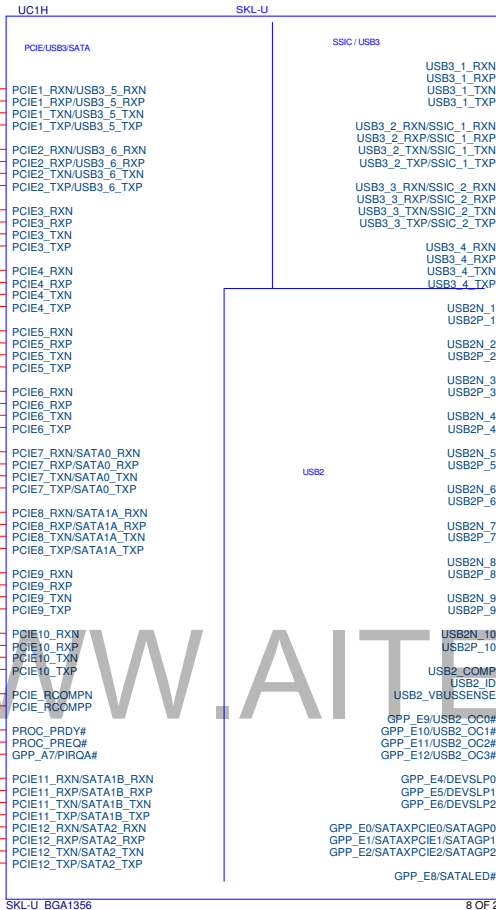 UC1H
SKL-U
PCIE/USB3/SATA
SSIC / USB3
PCIE1_RXN/USB3_5_RXN
PCIE1_RXP/USB3_5_RXP
PCIE1_TXN/USB3_5_TXN
PCIE1_TXP/USB3_5_TXP
PCIE2_RXN/USB3_6_RXN
PCIE2_RXP/USB3_6_RXP
PCIE2_TXN/USB3_6_TXN
PCIE2_TXP/USB3_6_TXP
PCIE3_RXN
PCIE3_RXP
PCIE3_TXN
PCIE3_TXP
PCIE4_RXN
PCIE4_RXP
PCIE4_TXN
PCIE4_TXP
PCIE5_RXN
PCIE5_RXP
PCIE5_TXN
PCIE5_TXP
PCIE6_RXN
PCIE6_RXP
PCIE6_TXN
PCIE6_TXP
PCIE7_RXN/SATA0_RXN
PCIE7_RXP/SATA0_RXP
PCIE7_TXN/SATA0_TXN
PCIE7_TXP/SATA0_TXP
PCIE8_RXN/SATA1A_RXN
PCIE8_RXP/SATA1A_RXP
PCIE8_TXN/SATA1A_TXN
PCIE8_TXP/SATA1A_TXP
PCIE9_RXN
PCIE9_RXP
PCIE9_TXN
PCIE9_TXP
PCIE10_RXN
PCIE10_RXP
PCIE10_TXN
PCIE10_TXP
PCIE_RCOMPN
PCIE_RCOMPP
PROC_PRDY#
PROC_PREQ#
GPP_A7/PIRQA#
PCIE11_RXN/SATA1B_RXN
PCIE11_RXP/SATA1B_RXP
PCIE11_TXN/SATA1B_TXN
PCIE11_TXP/SATA1B_TXP
PCIE12_RXN/SATA2_RXN
PCIE12_RXP/SATA2_RXP
PCIE12_TXN/SATA2_TXN
PCIE12_TXP/SATA2_TXP
USB3_1_RXN
USB3_1_RXP
USB3_1_TXN
USB3_1_TXP
USB3_2_RXN/SSIC_1_RXN
USB3_2_RXP/SSIC_1_RXP
USB3_2_TXN/SSIC_1_TXN
USB3_2_TXP/SSIC_1_TXP
USB3_3_RXN/SSIC_2_RXN
USB3_3_RXP/SSIC_2_RXP
USB3_3_TXN/SSIC_2_TXN
USB3_3_TXP/SSIC_2_TXP
USB3_4_RXN
USB3_4_RXP
USB3_4_TXN
USB3_4_TXP
USB2
USB2N_1
USB2P_1
USB2N_2
USB2P_2
USB2N_3
USB2P_3
USB2N_4
USB2P_4
USB2N_5
USB2P_5
USB2N_6
USB2P_6
USB2N_7
USB2P_7
USB2N_8
USB2P_8
USB2N_9
USB2P_9
USB2N_10
USB2P_10
USB2_COMP
USB2_ID
USB2_VBUSSENSE
GPP_E9/USB2_OC0#
GPP_E10/USB2_OC1#
GPP_E11/USB2_OC2#
GPP_E12/USB2_OC3#
GPP_E4/DEVSLP0
GPP_E5/DEVSLP1
GPP_E6/DEVSLP2
GPP_E0/SATAXPCIE0/SATAGP0
GPP_E1/SATAXPCIE1/SATAGP1
GPP_E2/SATAXPCIE2/SATAGP2
GPP_E8/SATALED#
WW.AITE
SKL-U_BGA1356
8 OF 2